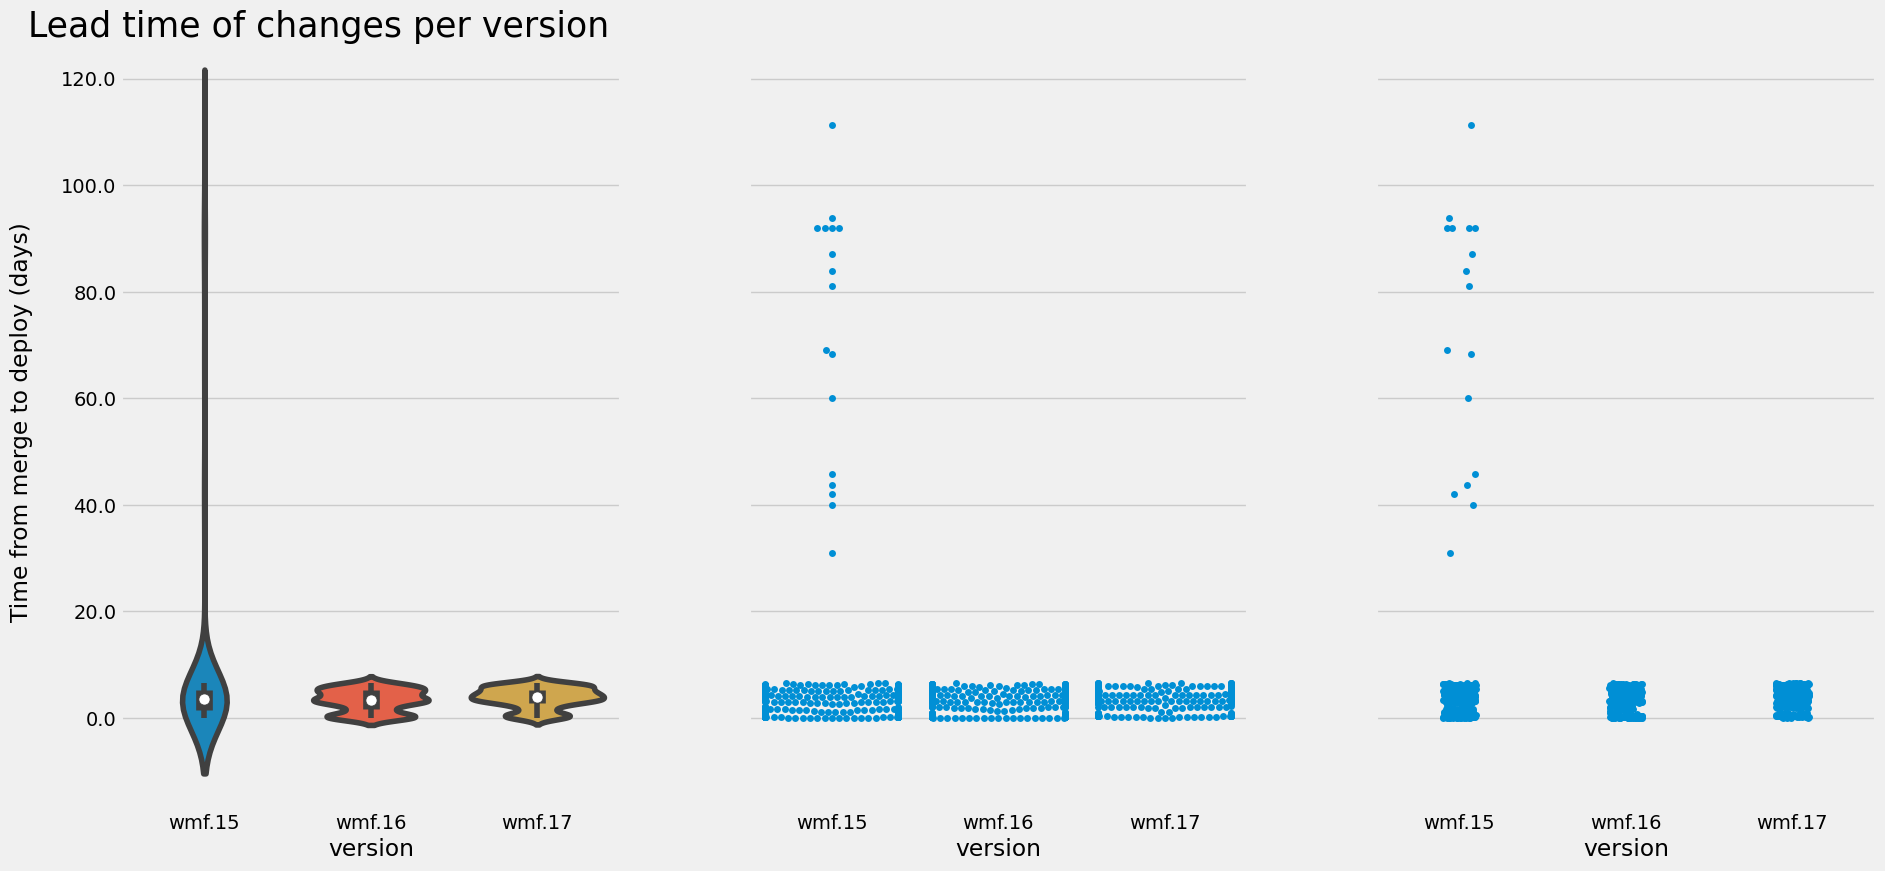 Lead time of changes per version
Time from merge to deploy (days)
120.0
100.0
80.0
60.0
40.0
20.0
0.0
wmf.15 wmf.16 wmf.17
version
wmf.15 wmf.16 wmf.17
version
wmf.15 wmf.16 wmf.17
version